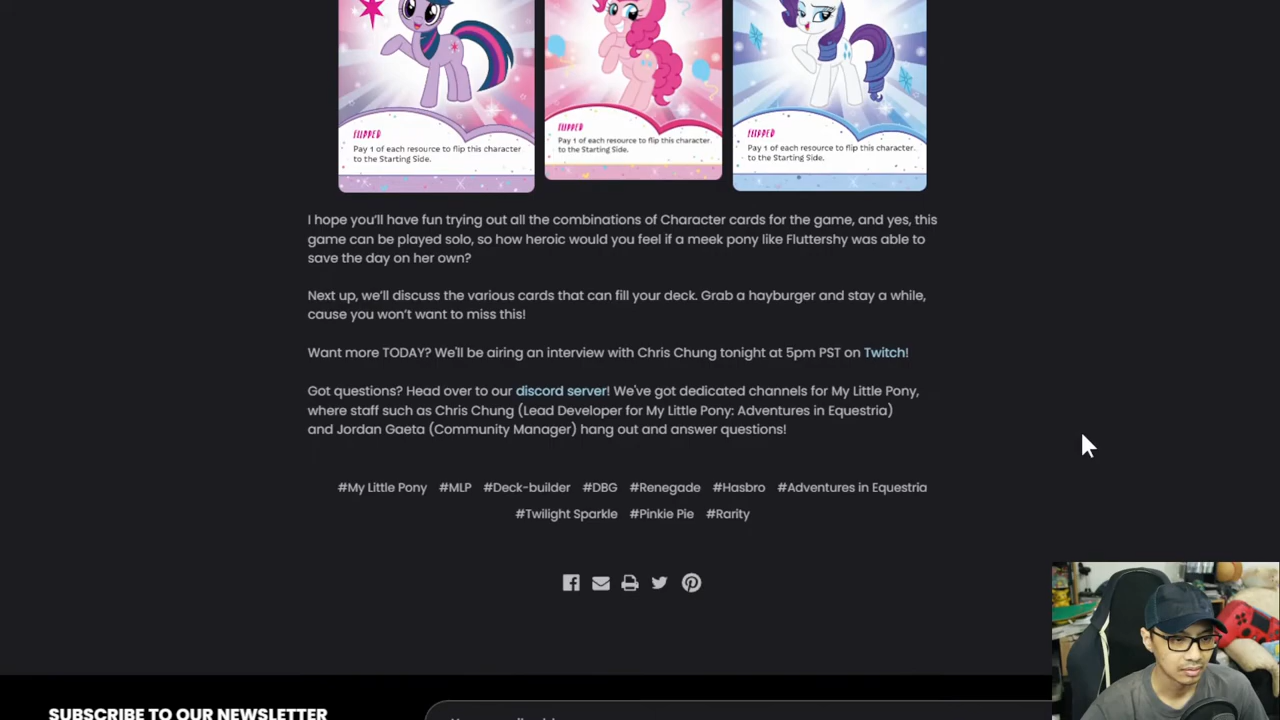 FLIPPED
Pay 1 of each resource to flip this character
to the Starting Side.
FLIPPED
Pay 1 of each resource to flip this character
to the Starting Side.
FLIPPED
Pay 1 of each resource to flip this character
to the Starting Side.
I hope you’ll have fun trying out all the combinations of Character cards for the game, and yes, this
game can be played solo, so how heroic would you feel if a meek pony like Fluttershy was able to
save the day on her own?
Next up, we’ll discuss the various cards that can fill your deck. Grab a hayburger and stay a while,
cause you won’t want to miss this!
Want more TODAY? We'll be airing an interview with Chris Chung tonight at 5pm PST on Twitch!
Got questions? Head over to our discord server! We've got dedicated channels for My Little Pony,
where staff such as Chris Chung (Lead Developer for My Little Pony: Adventures in Equestria)
and Jordan Gaeta (Community Manager) hang out and answer questions!
#My Little Pony #MLP #Deck-builder #DBG #Renegade #Hasbro #Adventures in Equestria
#Twilight Sparkle #Pinkie Pie #Rarity
SUBSCRIBE TO OUR NEWSLETTER